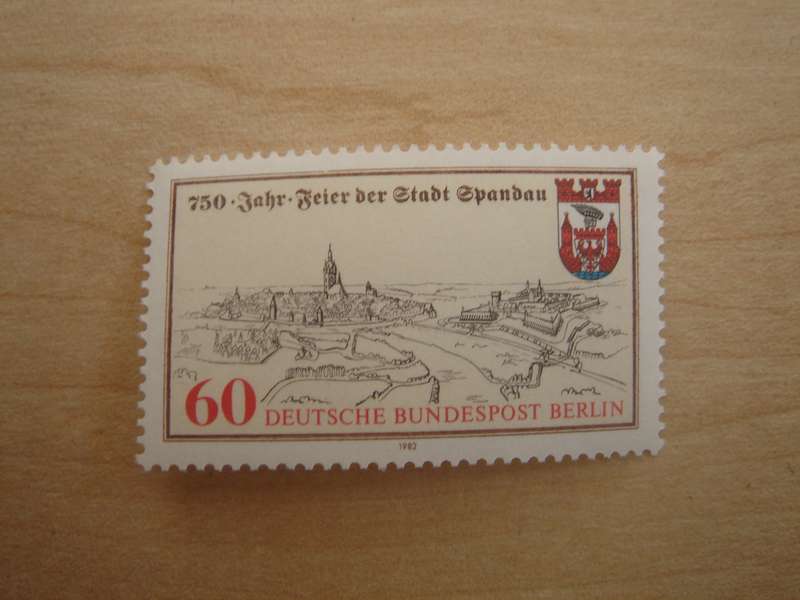 750 · Jahr · Feier der Stadt Spandau
60 DEUTSCHE BUNDESPOST BERLIN
1982